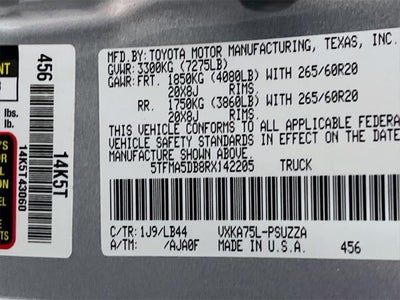 MFD.BY: TOYOTA MOTOR MANUFACTURING, TEXAS, INC.
GVWR: 3300KG (7275LB)
GAWR: FRT. 1850KG (4080LB) WITH 265/60R20
20X8J RIMS.
RR. 1750KG (3860LB) WITH 265/60R20
20X8J RIMS.
THIS VEHICLE CONFORMS TO ALL APPLICABLE FEDERA
VEHICLE SAFETY STANDARDS IN EFFECT ON THE DATE
MANUFACTURE SHOWN ABOVE.
5TFMA5DB8RX142205 TRUCK
C/TR: 1J9/LB44 VXKA75L-PSUZZA
A/TM: /AJA0F MADE IN U.S.A. 456
456
14K5T
14K5T43060
lbs.
lb.